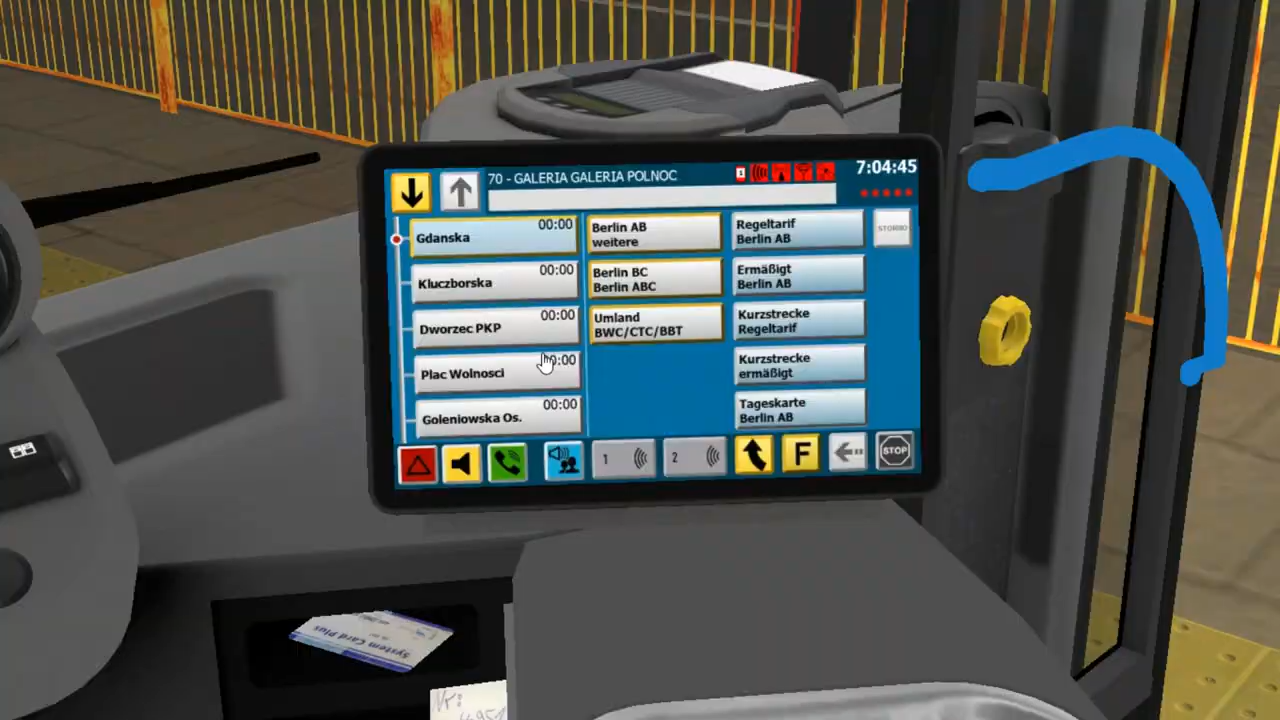 70 - GALERIA GALERIA POLNOC
1
7:04:45
Gdanska 00:00
Kluczborska 00:00
Dworzec PKP 00:00
Plac Wolnosci
Goleniowska Os. 00:00
Berlin AB
weitere
Berlin BC
Berlin ABC
Umland
BWC/CTC/BBT
Regeltarif
Berlin AB
Ermäßigt
Berlin AB
Kurzstrecke
Regeltarif
Kurzstrecke
ermäßigt
Tageskarte
Berlin AB
STORNO
1
2
F
STOP
System Card Plus
Nr: